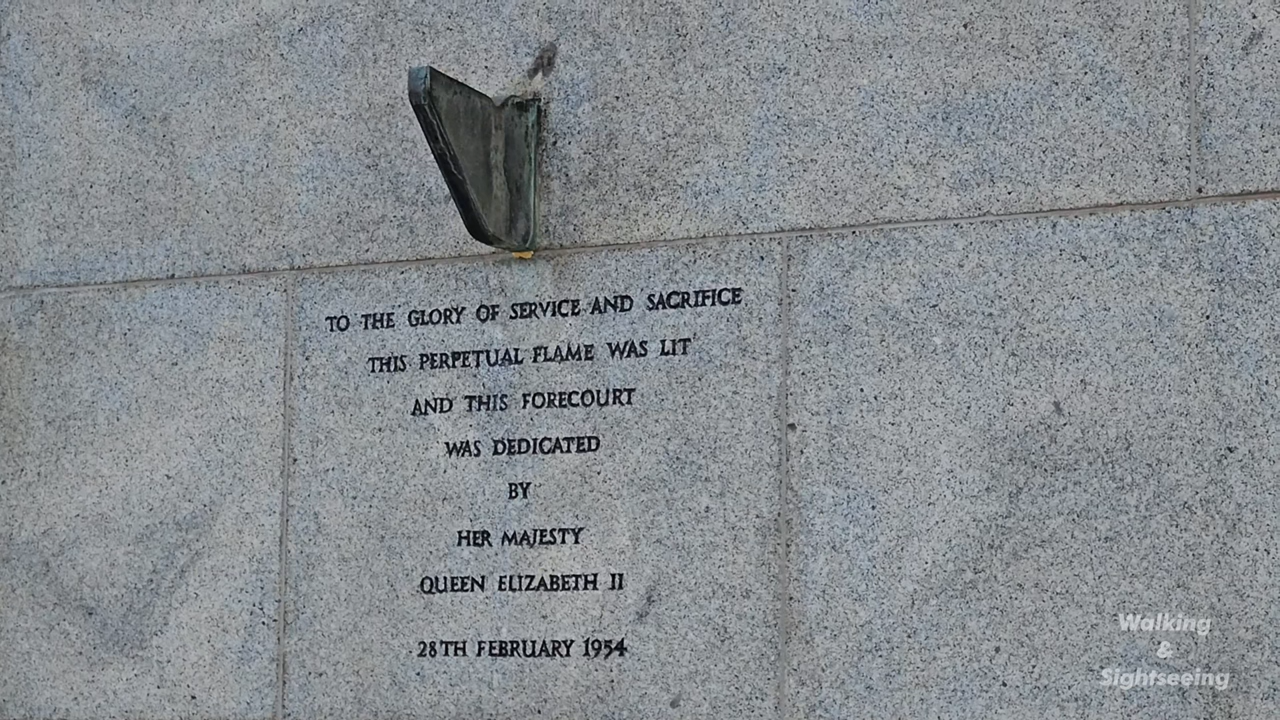 TO THE GLORY OF SERVICE AND SACRIFICE
THIS PERPETUAL FLAME WAS LIT
AND THIS FORECOURT
WAS DEDICATED
BY
HER MAJESTY
QUEEN ELIZABETH II
28TH FEBRUARY 1954
Walking
&
Sightseeing